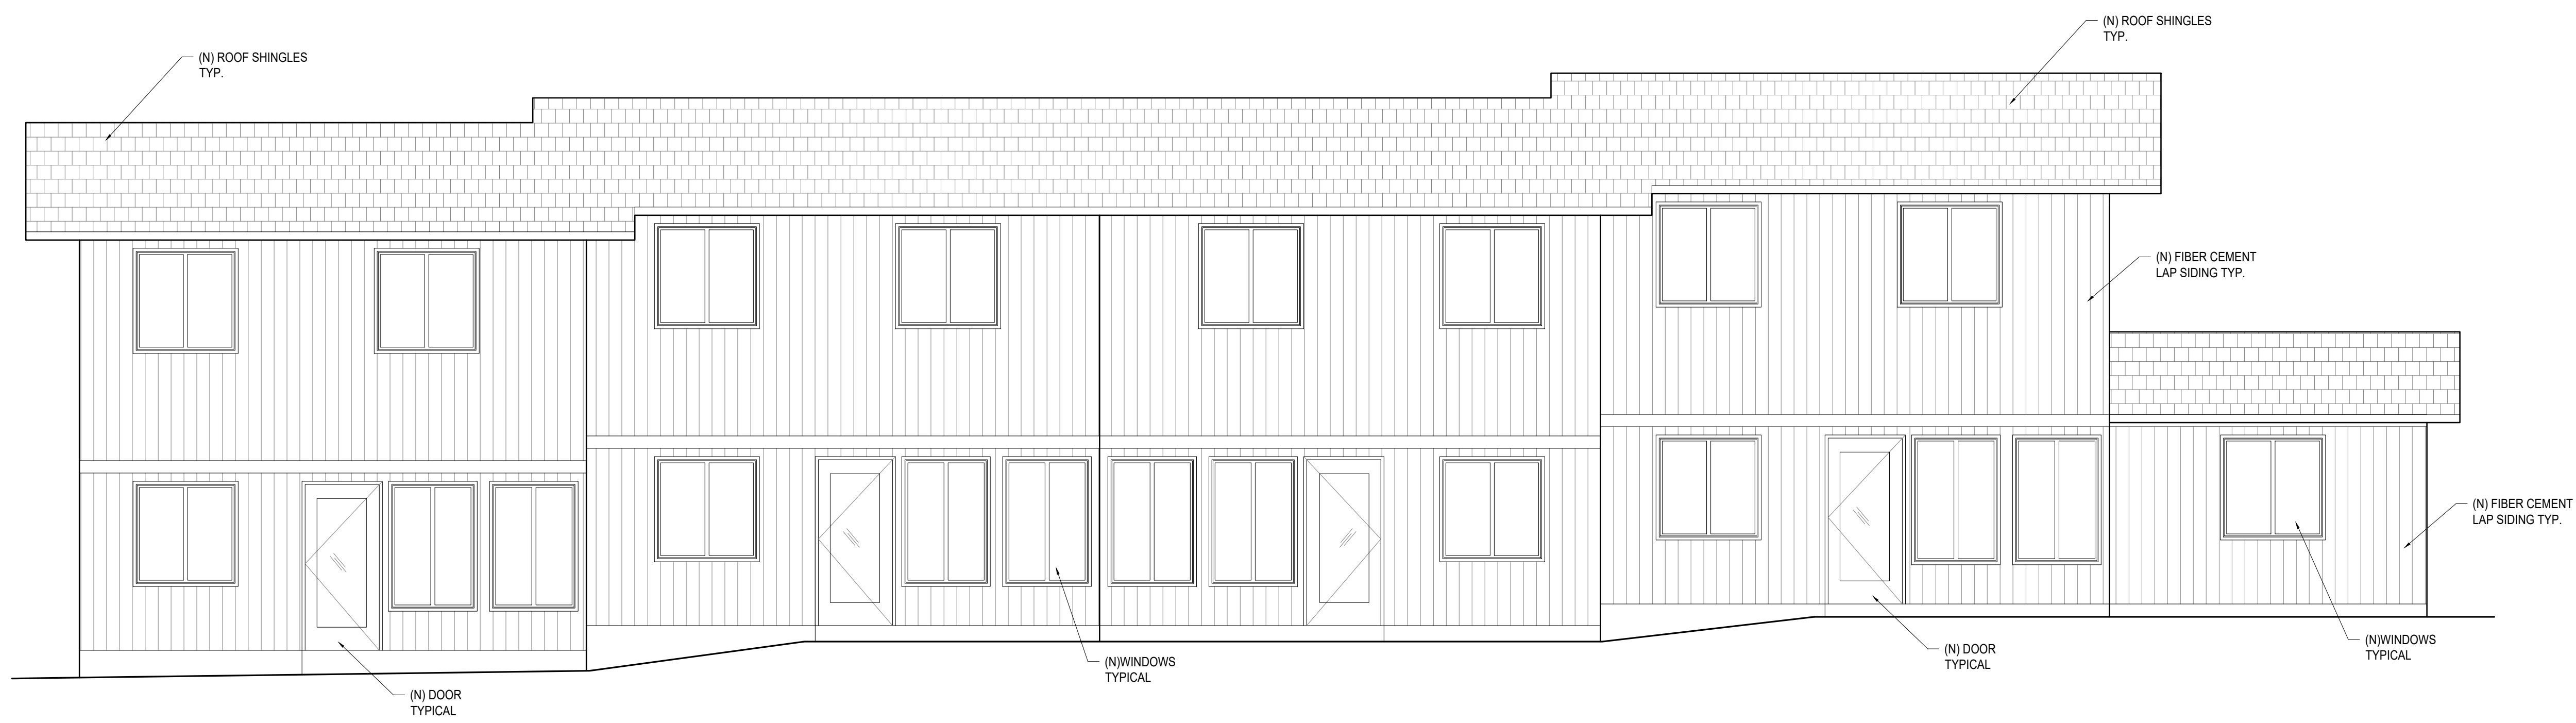 (N) ROOF SHINGLES
TYP.
(N) ROOF SHINGLES
TYP.
(N) FIBER CEMENT
LAP SIDING TYP.
(N) FIBER CEMENT
LAP SIDING TYP.
(N) DOOR
TYPICAL
(N)WINDOWS
TYPICAL
(N) DOOR
TYPICAL
(N)WINDOWS
TYPICAL